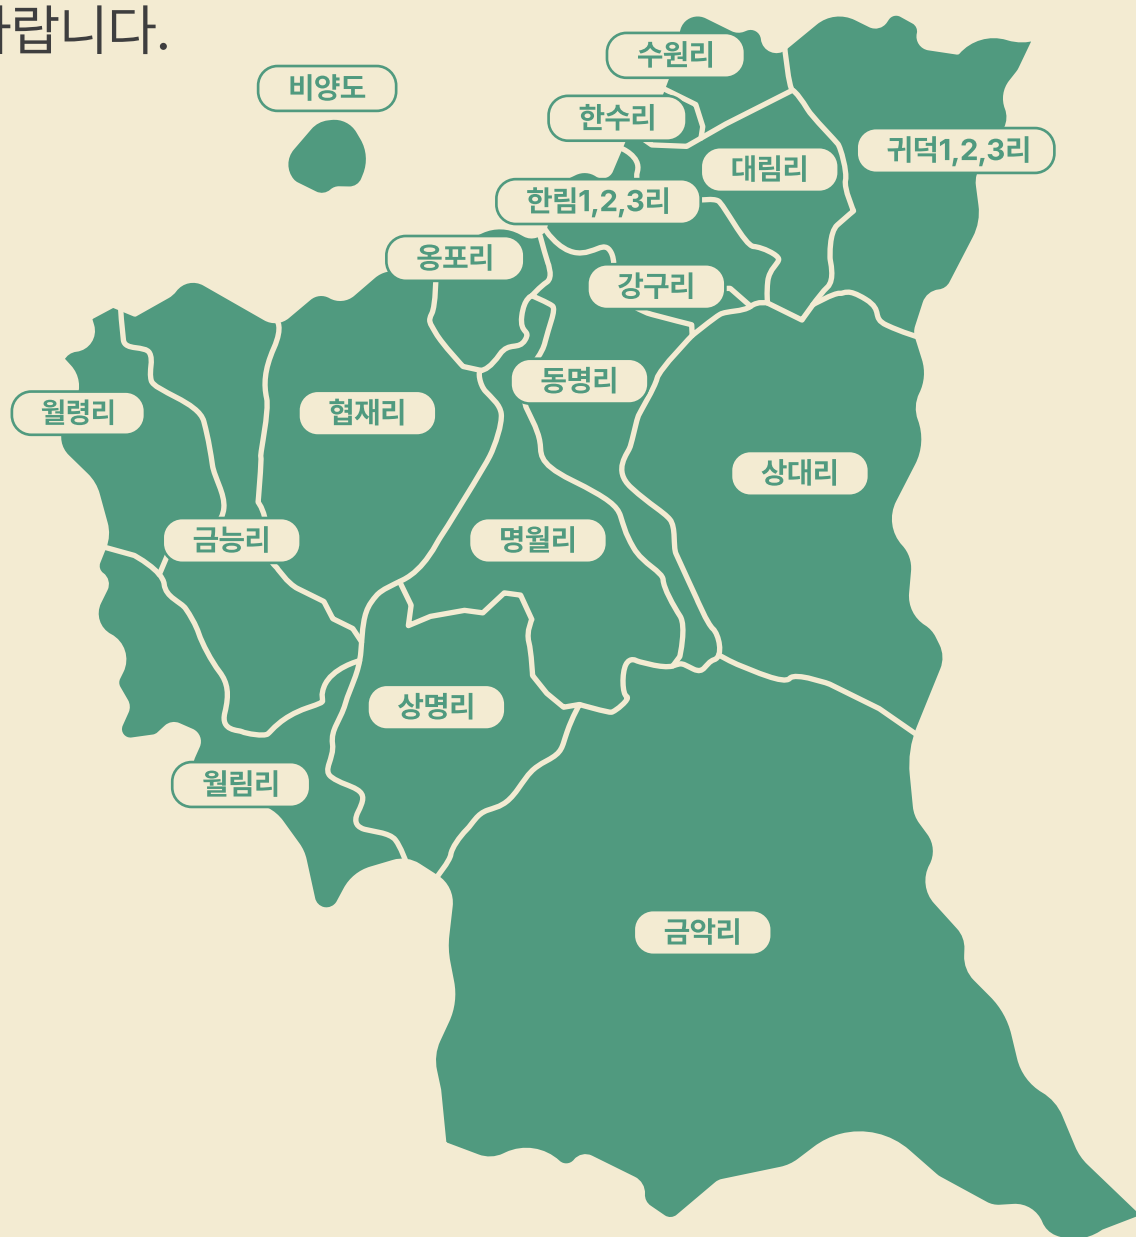 랍니다.
수원리
비양도
한수리
귀덕1,2,3리
대림리
한림1,2,3리
옹포리
강구리
동명리
월령리
협재리
상대리
금능리
명월리
상명리
월림리
금악리